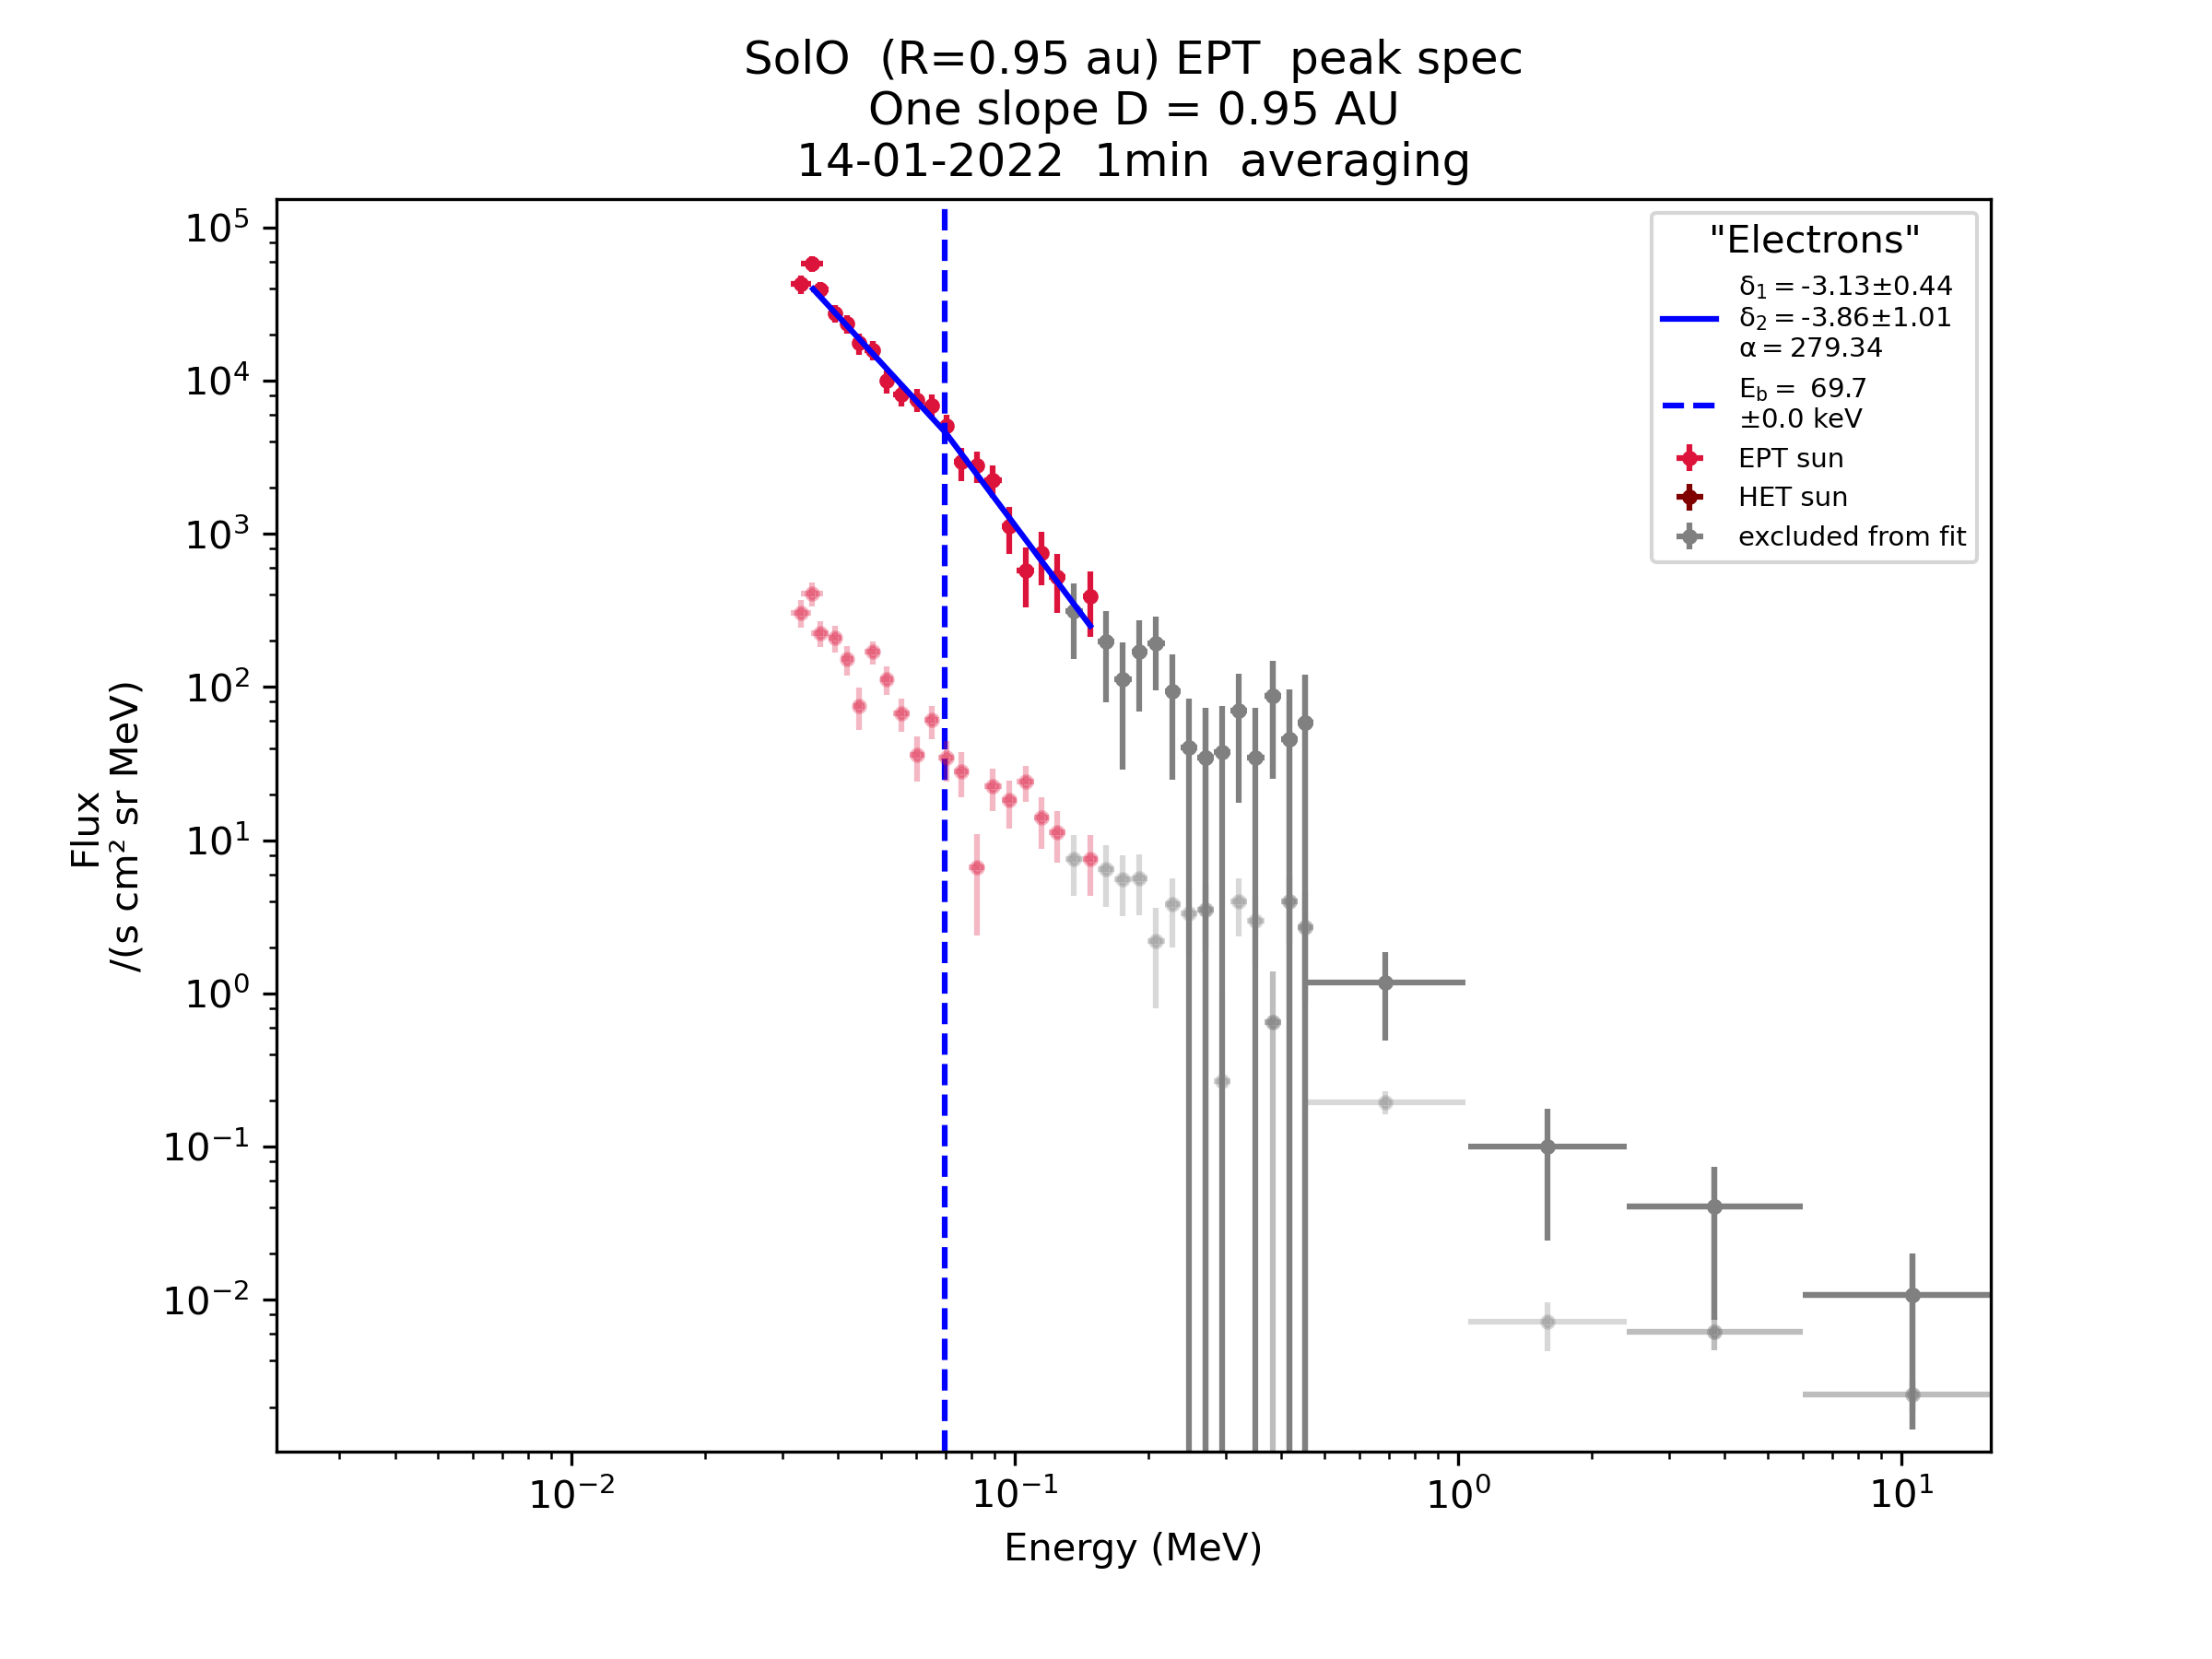 SolO  (R=0.95 au) EPT  peak spec
One slope D = 0.95 AU
14-01-2022  1min  averaging
"Electrons"
δ₁ = -3.13±0.44
δ₂ = -3.86±1.01
α = 279.34
E_b = 69.7
±0.0 keV
EPT sun
HET sun
excluded from fit
Flux
/(s cm² sr MeV)
10⁵
10⁴
10³
10²
10¹
10⁰
10⁻¹
10⁻²
10⁻²
10⁻¹
10⁰
10¹
Energy (MeV)